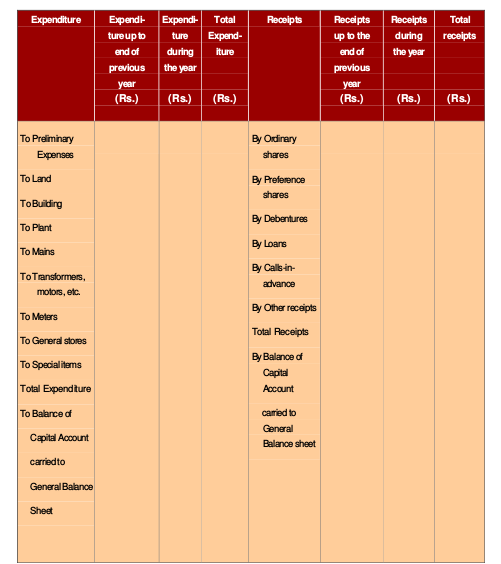 Expenditure
Expendi-
ture up to
end of
previous
year
(Rs.)
Expendi-
ture
during
the year
(Rs.)
Total
Expend-
iture
(Rs.)
Receipts
Receipts
up to the
end of
previous
year
(Rs.)
Receipts
during
the year
(Rs.)
Total
receipts
(Rs.)
To Preliminary
Expenses
To Land
To Building
To Plant
To Mains
To Transformers,
motors, etc.
To Meters
To General stores
To Special items
Total Expenditure
To Balance of
Capital Account
carried to
General Balance
Sheet
By Ordinary
shares
By Preference
shares
By Debentures
By Loans
By Calls-in-
advance
By Other receipts
Total Receipts
By Balance of
Capital
Account
carried to
General
Balance sheet